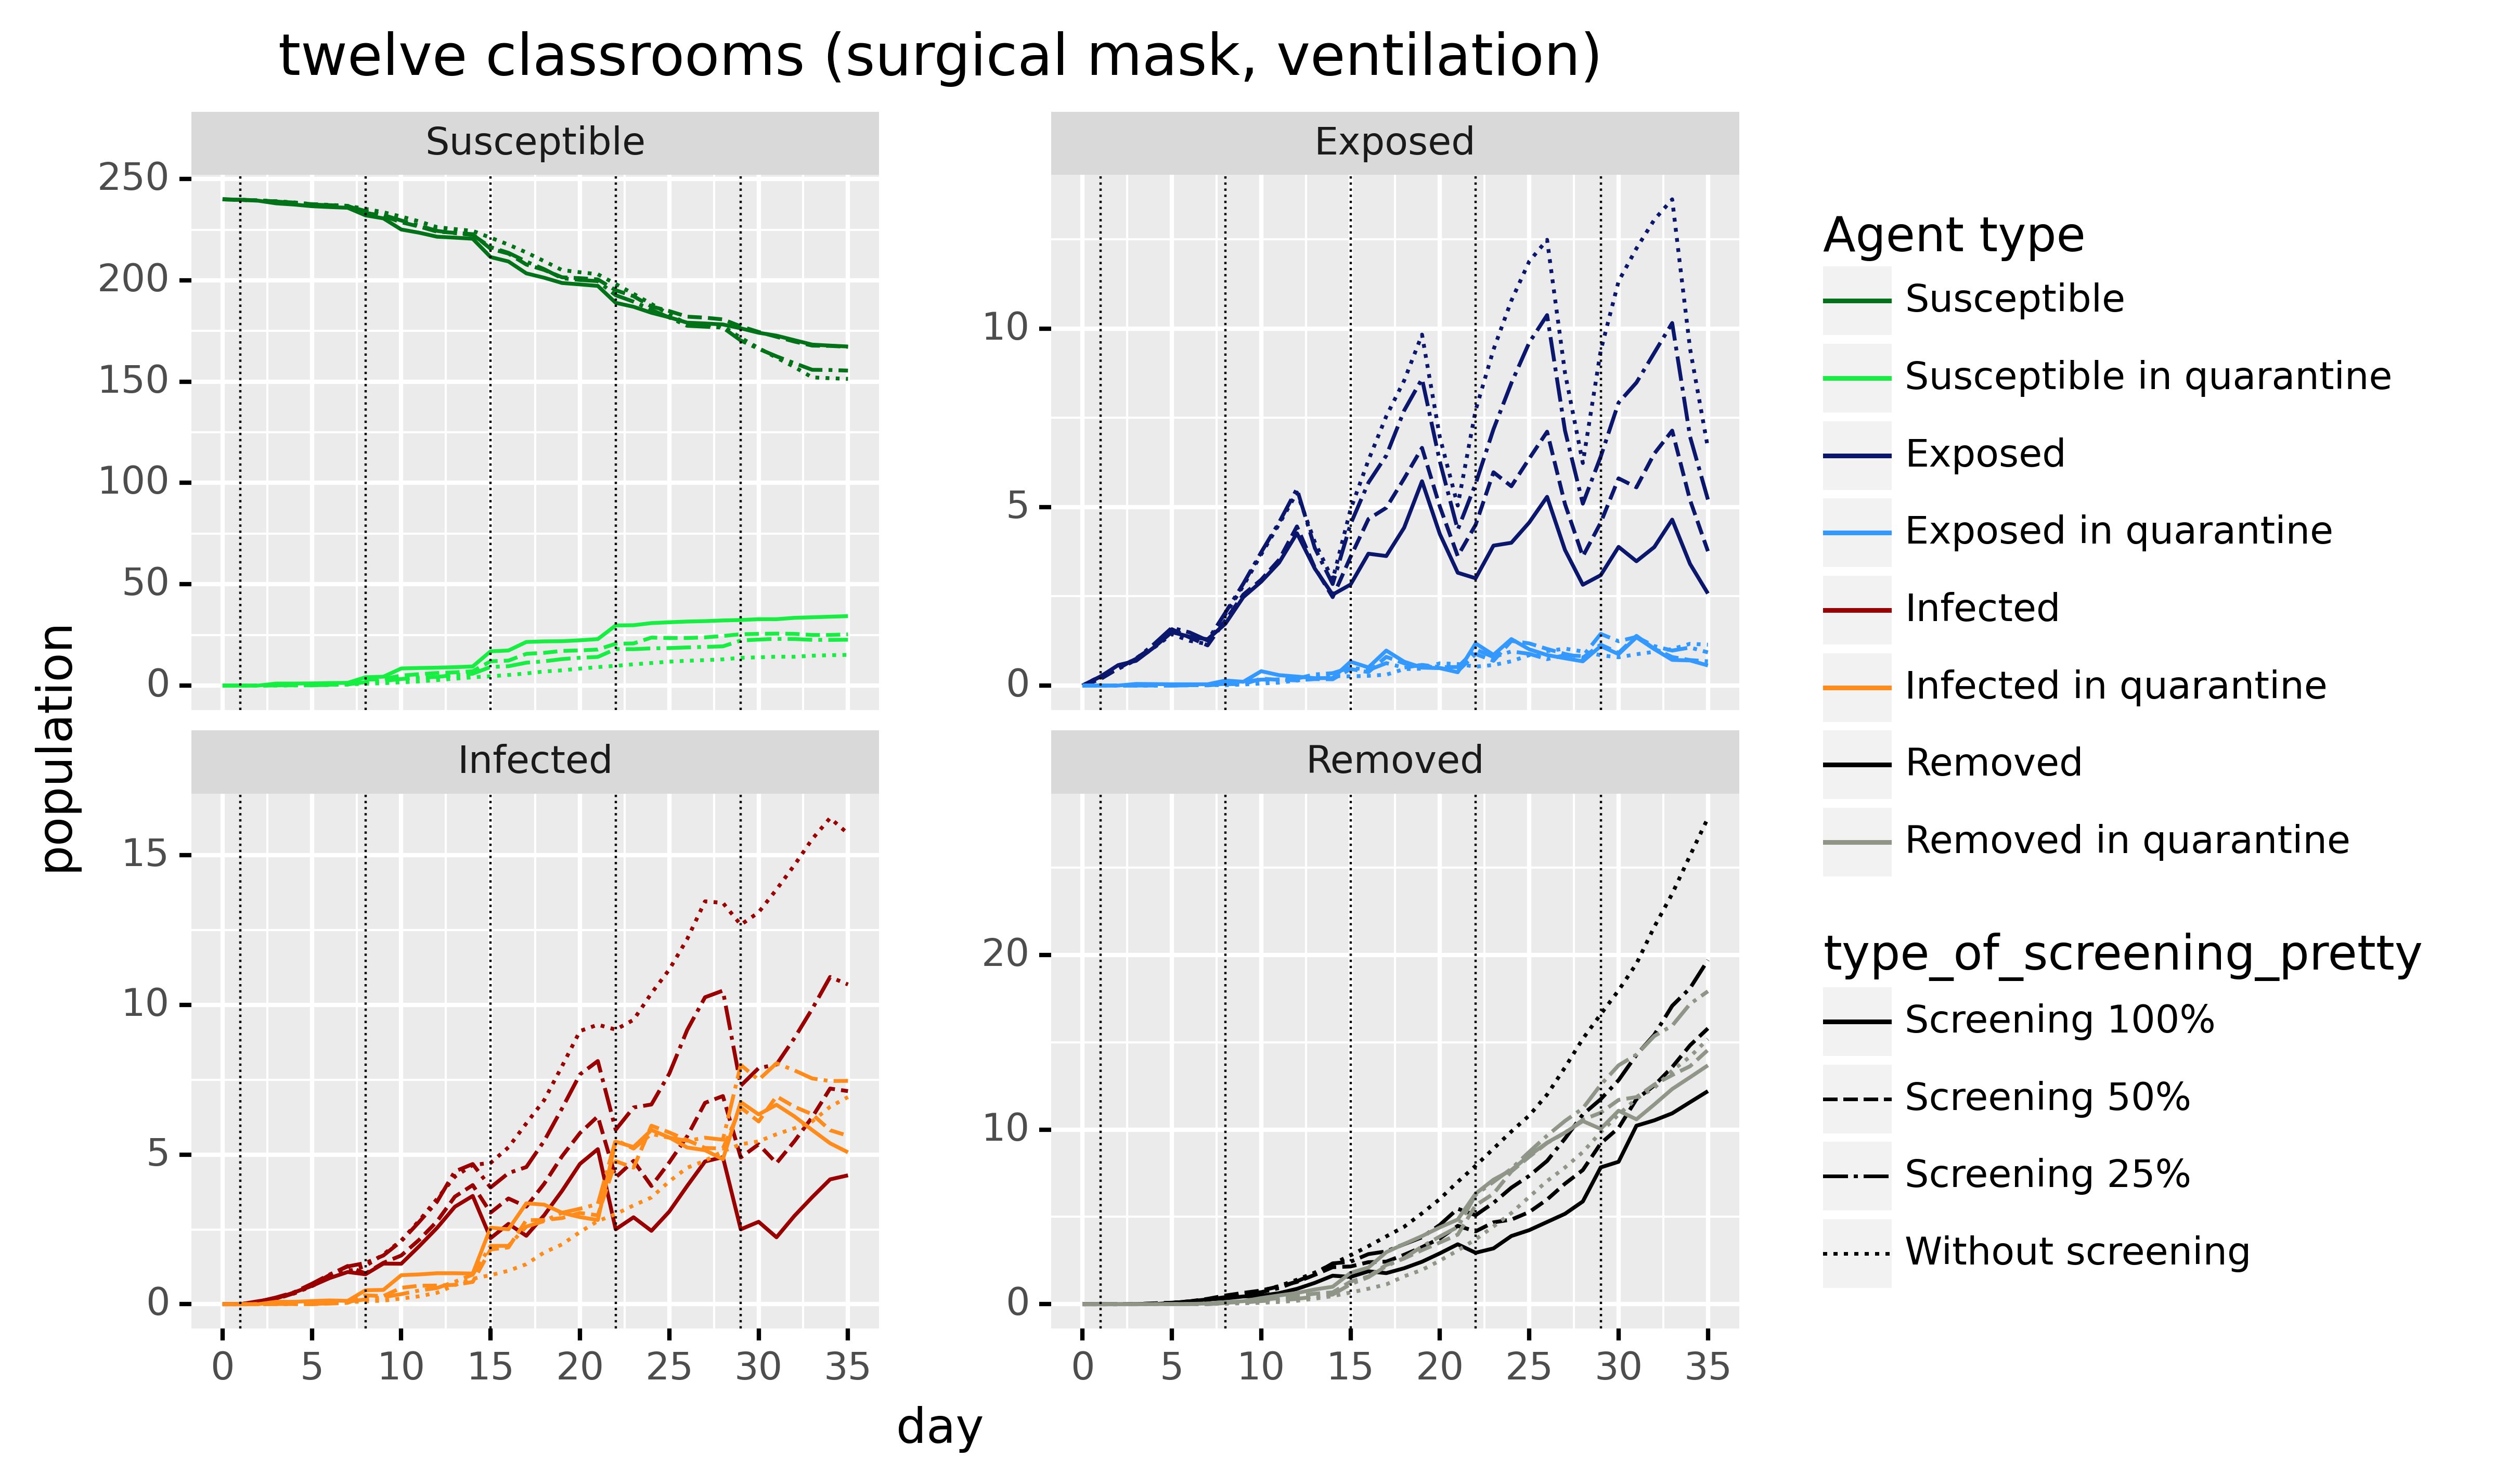 twelve classrooms (surgical mask, ventilation)
Susceptible
Exposed
250
200
150
100
50
0
10
5
0
Infected
Removed
15
10
5
0
20
10
0
0 5 10 15 20 25 30 35
0 5 10 15 20 25 30 35
population
day
Agent type
Susceptible
Susceptible in quarantine
Exposed
Exposed in quarantine
Infected
Infected in quarantine
Removed
Removed in quarantine
type_of_screening_pretty
Screening 100%
Screening 50%
Screening 25%
Without screening